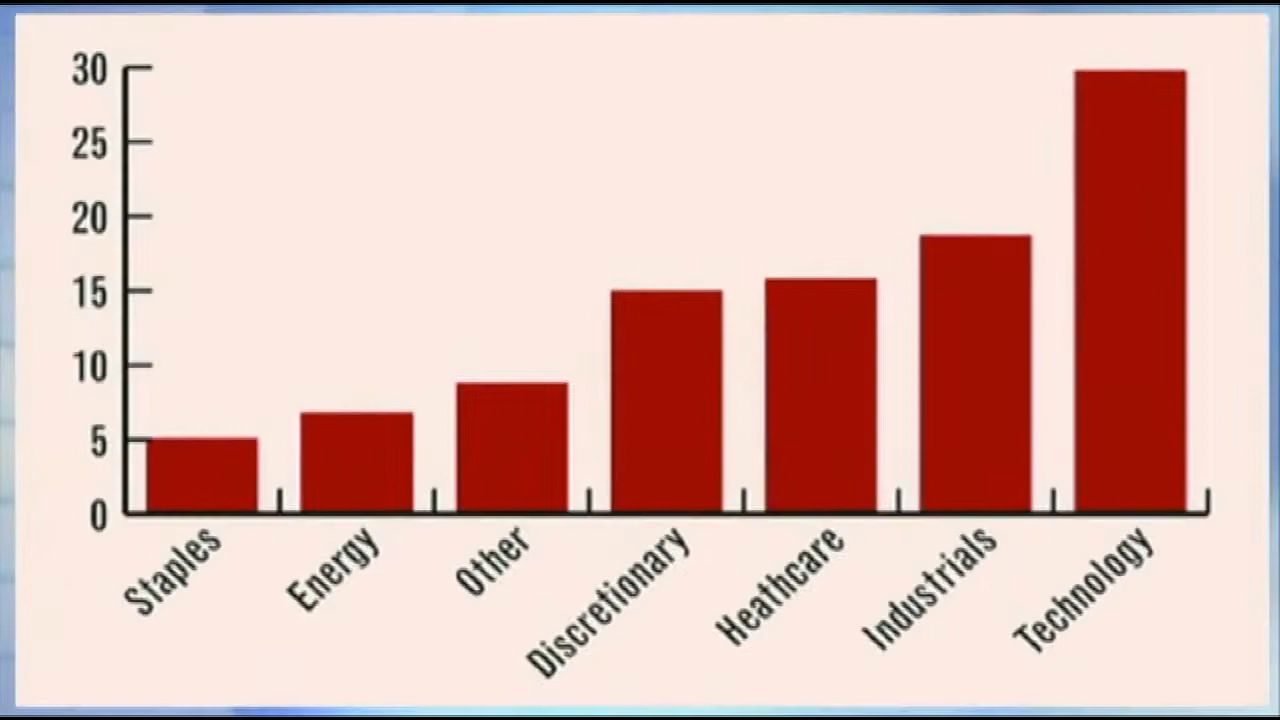 30
25
20
15
10
5
0
Staples
Energy
Other
Discretionary
Heathcare
Industrials
Technology